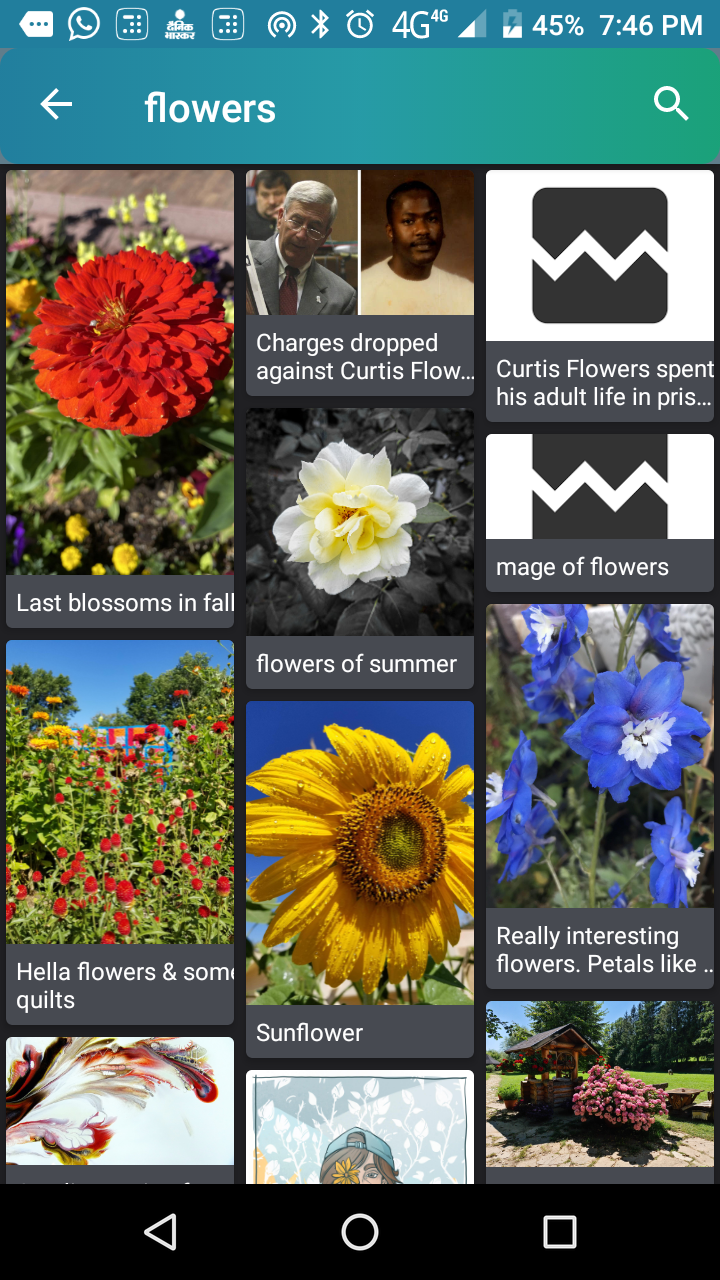 दैनिक
भास्कर
4G 4G
45%
7:46 PM
flowers
Last blossoms in fall
Hella flowers & some
quilts
Charges dropped
against Curtis Flow...
flowers of summer
Sunflower
Curtis Flowers spent
his adult life in pris...
mage of flowers
Really interesting
flowers. Petals like ..